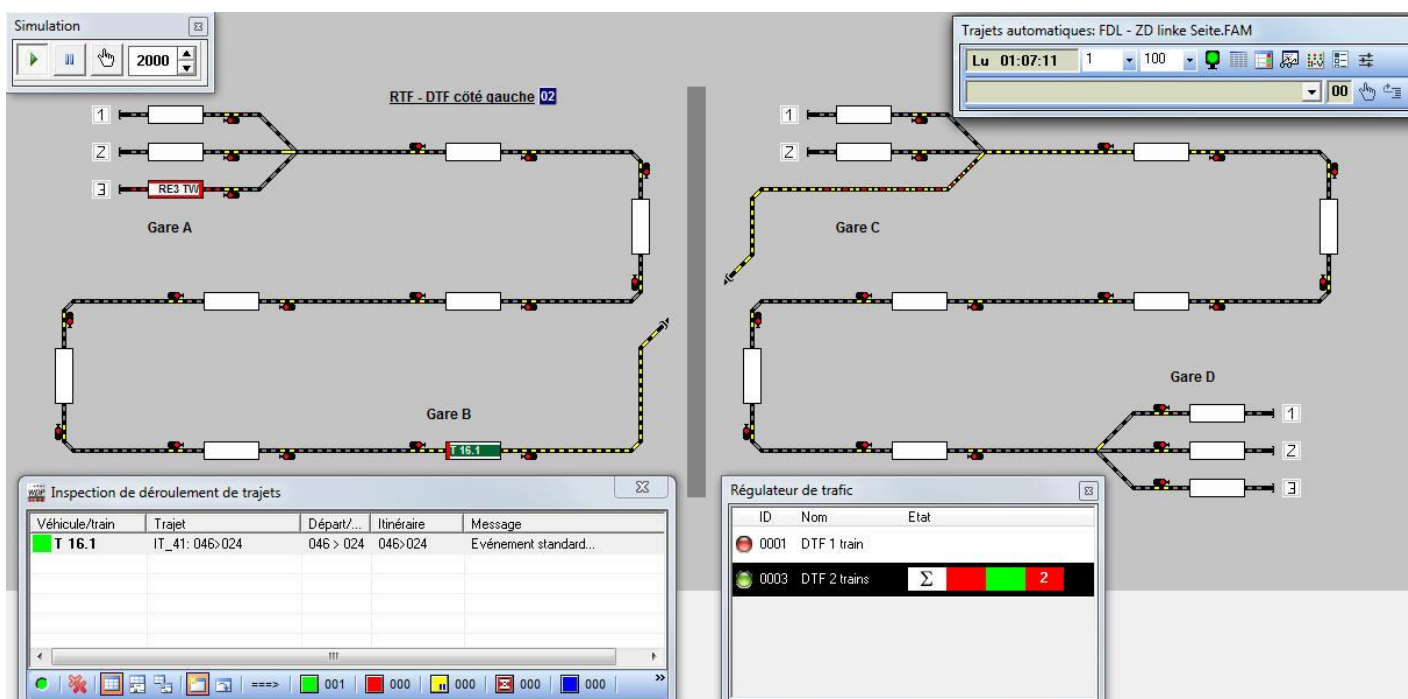 Simulation
2000
Trajets automatiques: FDL - ZD linke Seite.FAM
Lu 01:07:11 1 100
00
RTF - DTF côté gauche 02
1
2
3 RE3 TW
Gare A
1
2
Gare C
Gare B
T 16.1
Gare D
1
2
3
Inspection de déroulement de trajets
Véhicule/train Trajet Départ/... Itinéraire Message
T 16.1 IT_41: 046>024 046 > 024 046>024 Evénement standard...
===> 001 000 000 000 000 »
Régulateur de trafic
ID Nom Etat
0001 DTF 1 train
0003 DTF 2 trains Σ 2